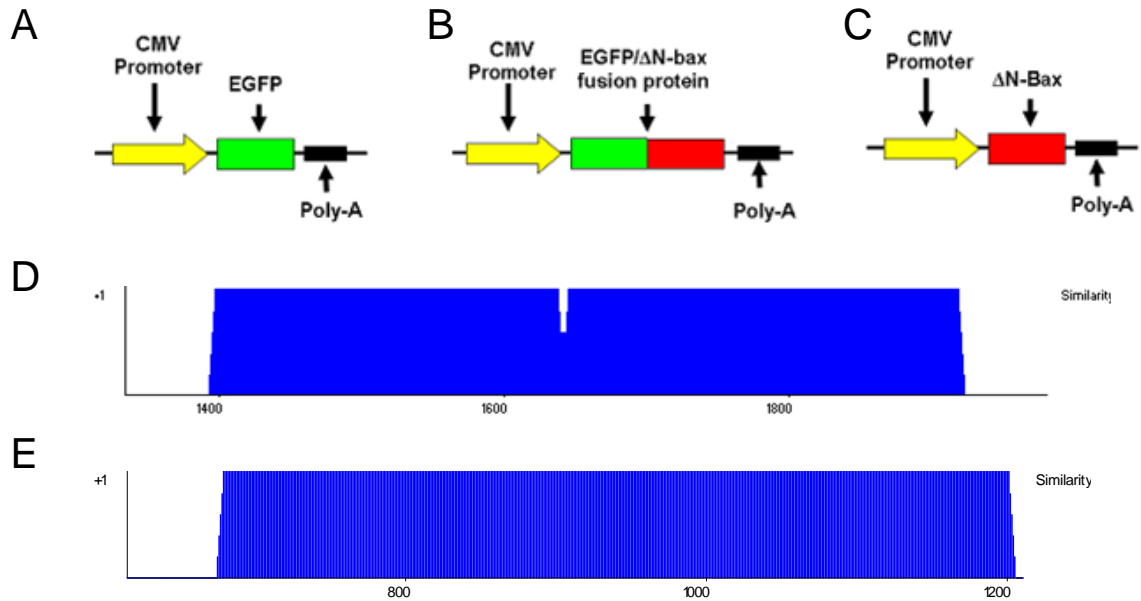 A
CMV
Promoter
EGFP
Poly-A
B
CMV
Promoter
EGFP/ΔN-bax
fusion protein
Poly-A
C
CMV
Promoter
ΔN-Bax
Poly-A
D
+1
Similarity
1400
1600
1800
E
+1
Similarity
800
1000
1200